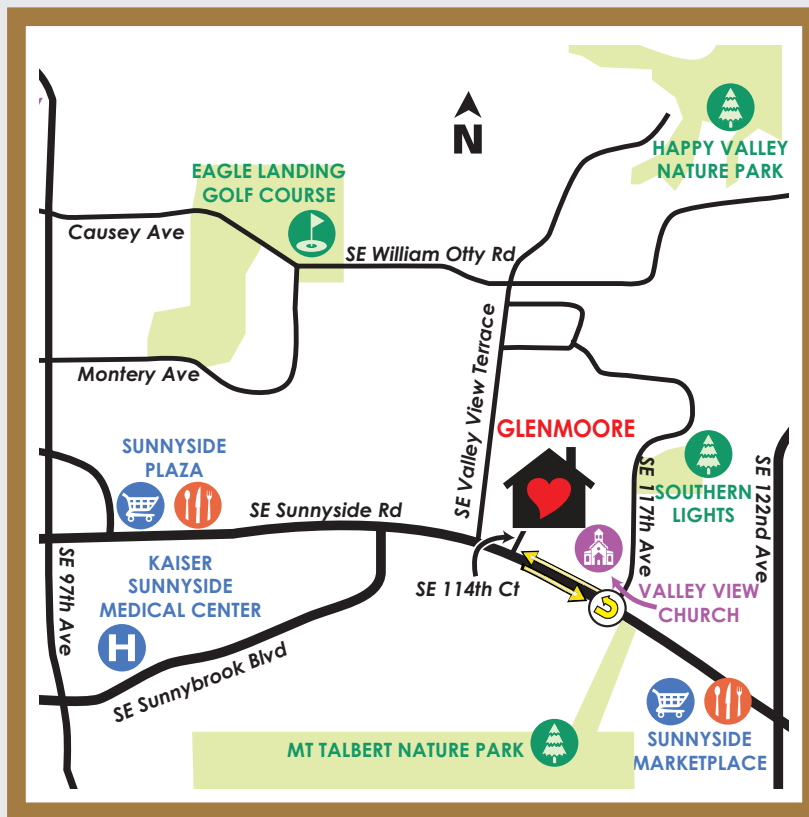 N
HAPPY VALLEY
NATURE PARK
EAGLE LANDING
GOLF COURSE
Causey Ave
SE William Otty Rd
Montery Ave
SE Valley View Terrace
GLENMOORE
SUNNYSIDE
PLAZA
SE Sunnyside Rd
SE 117th Ave
SOUTHERN
LIGHTS
SE 122nd Ave
SE 97th Ave
KAISER
SUNNYSIDE
MEDICAL CENTER
H
SE 114th Ct
VALLEY VIEW
CHURCH
SE Sunnybrook Blvd
MT TALBERT NATURE PARK
SUNNYSIDE
MARKETPLACE